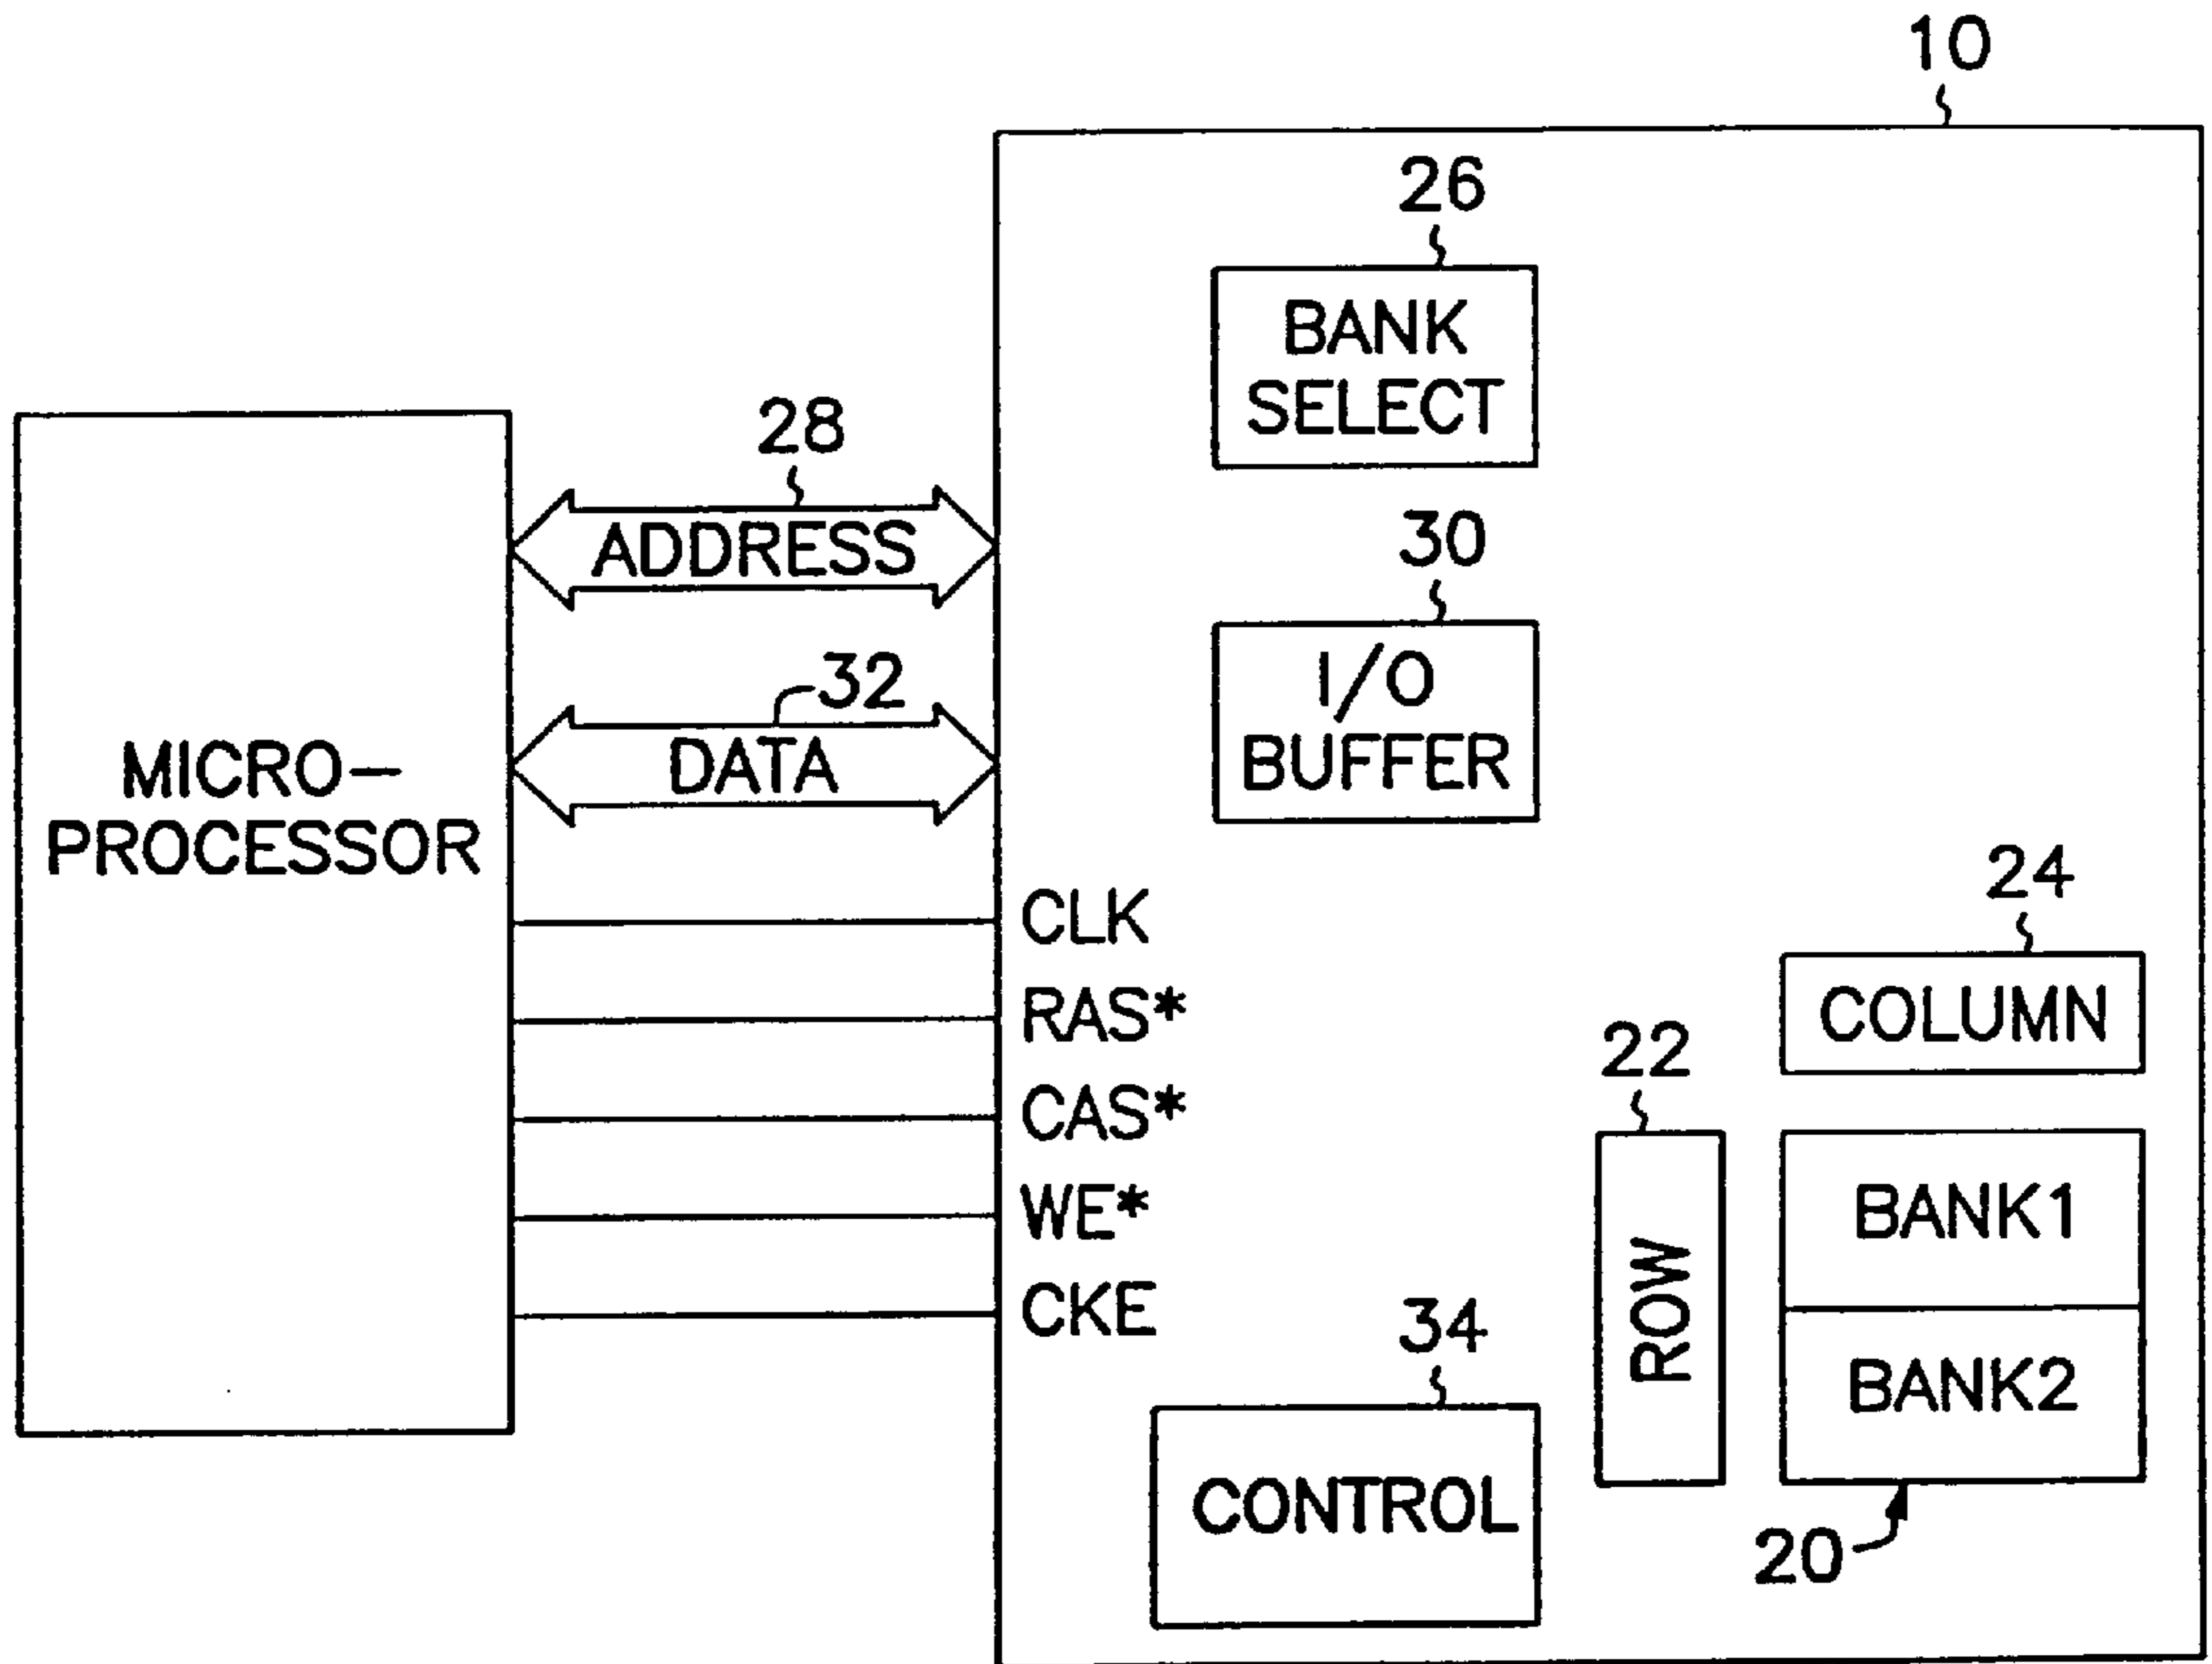 10
26
BANK
SELECT
28
ADDRESS
30
I/O
BUFFER
32
DATA
MICRO-
PROCESSOR
CLK
RAS*
CAS*
WE*
CKE
24
COLUMN
22
ROW
BANK1
BANK2
20
34
CONTROL